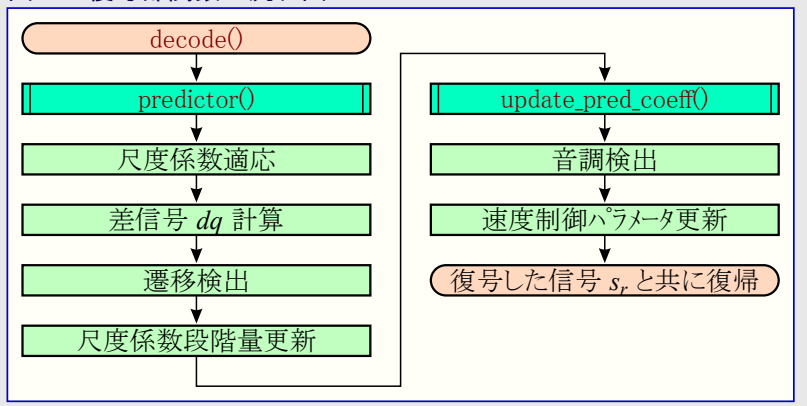 decode()
predictor()
尺度係数適応
差信号 dq 計算
遷移検出
尺度係数段階量更新
update_pred_coeff()
音調検出
速度制御パラメータ更新
復号した信号 sr と共に復帰